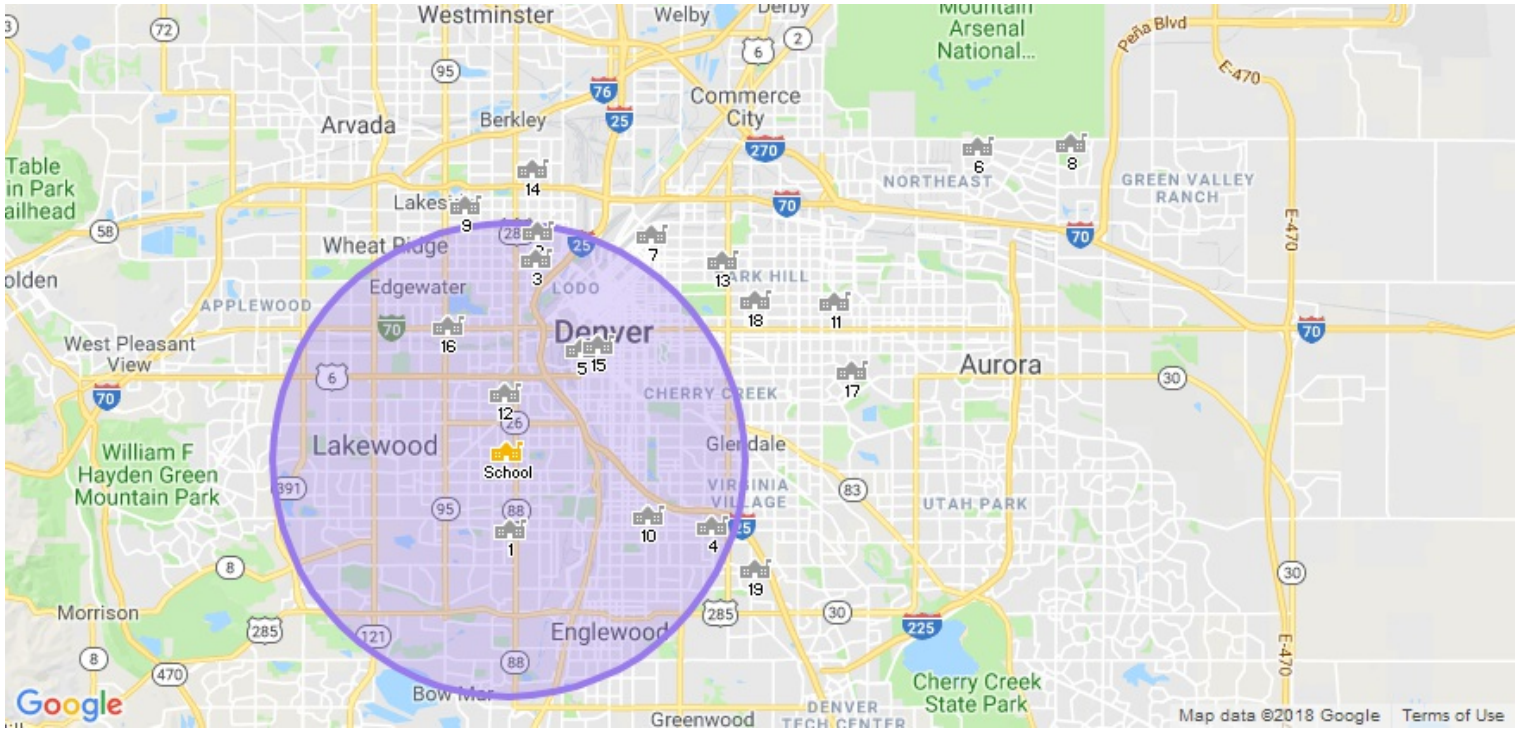 Westminster
Welby
Derby
Mountain
Arsenal
National...
Peña Blvd
E-470
3
72
95
76
25
6
2
Commerce
City
Arvada
Berkley
270
6
8
Table
in Park
ailhead
14
NORTHEAST
GREEN VALLEY
RANCH
Lakes
9
70
70
E-470
58
Wheat Ridge
28
25
7
3
LODO
13
ARK HILL
olden
APPLEWOOD
Edgewater
18
11
70
16
Denver
70
West Pleasant
View
5
15
Aurora
6
17
30
70
CHERRY CREEK
12
26
William F
Hayden Green
Mountain Park
Lakewood
School
Glendale
391
95
88
VIRGINIA
VILLAGE
83
UTAH PARK
1
10
4
25
8
19
30
Morrison
285
121
Englewood
285
30
225
E-470
8
470
88
Bow Mar
Cherry Creek
State Park
Google
Greenwood
DENVER
TECH CENTER
Map data ©2018 Google
Terms of Use